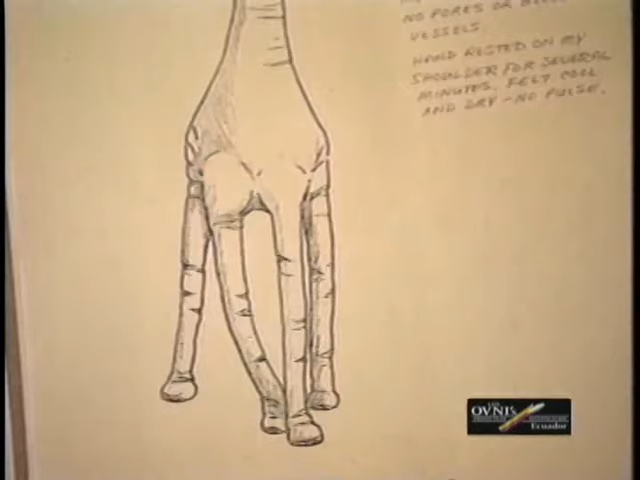 NO PORES OR BLOOD
VESSELS.
HAND RESTED ON MY
SHOULDER FOR SEVERAL
MINUTES. FELT COOL
AND DRY - NO PULSE.
OVNIs
Ecuador